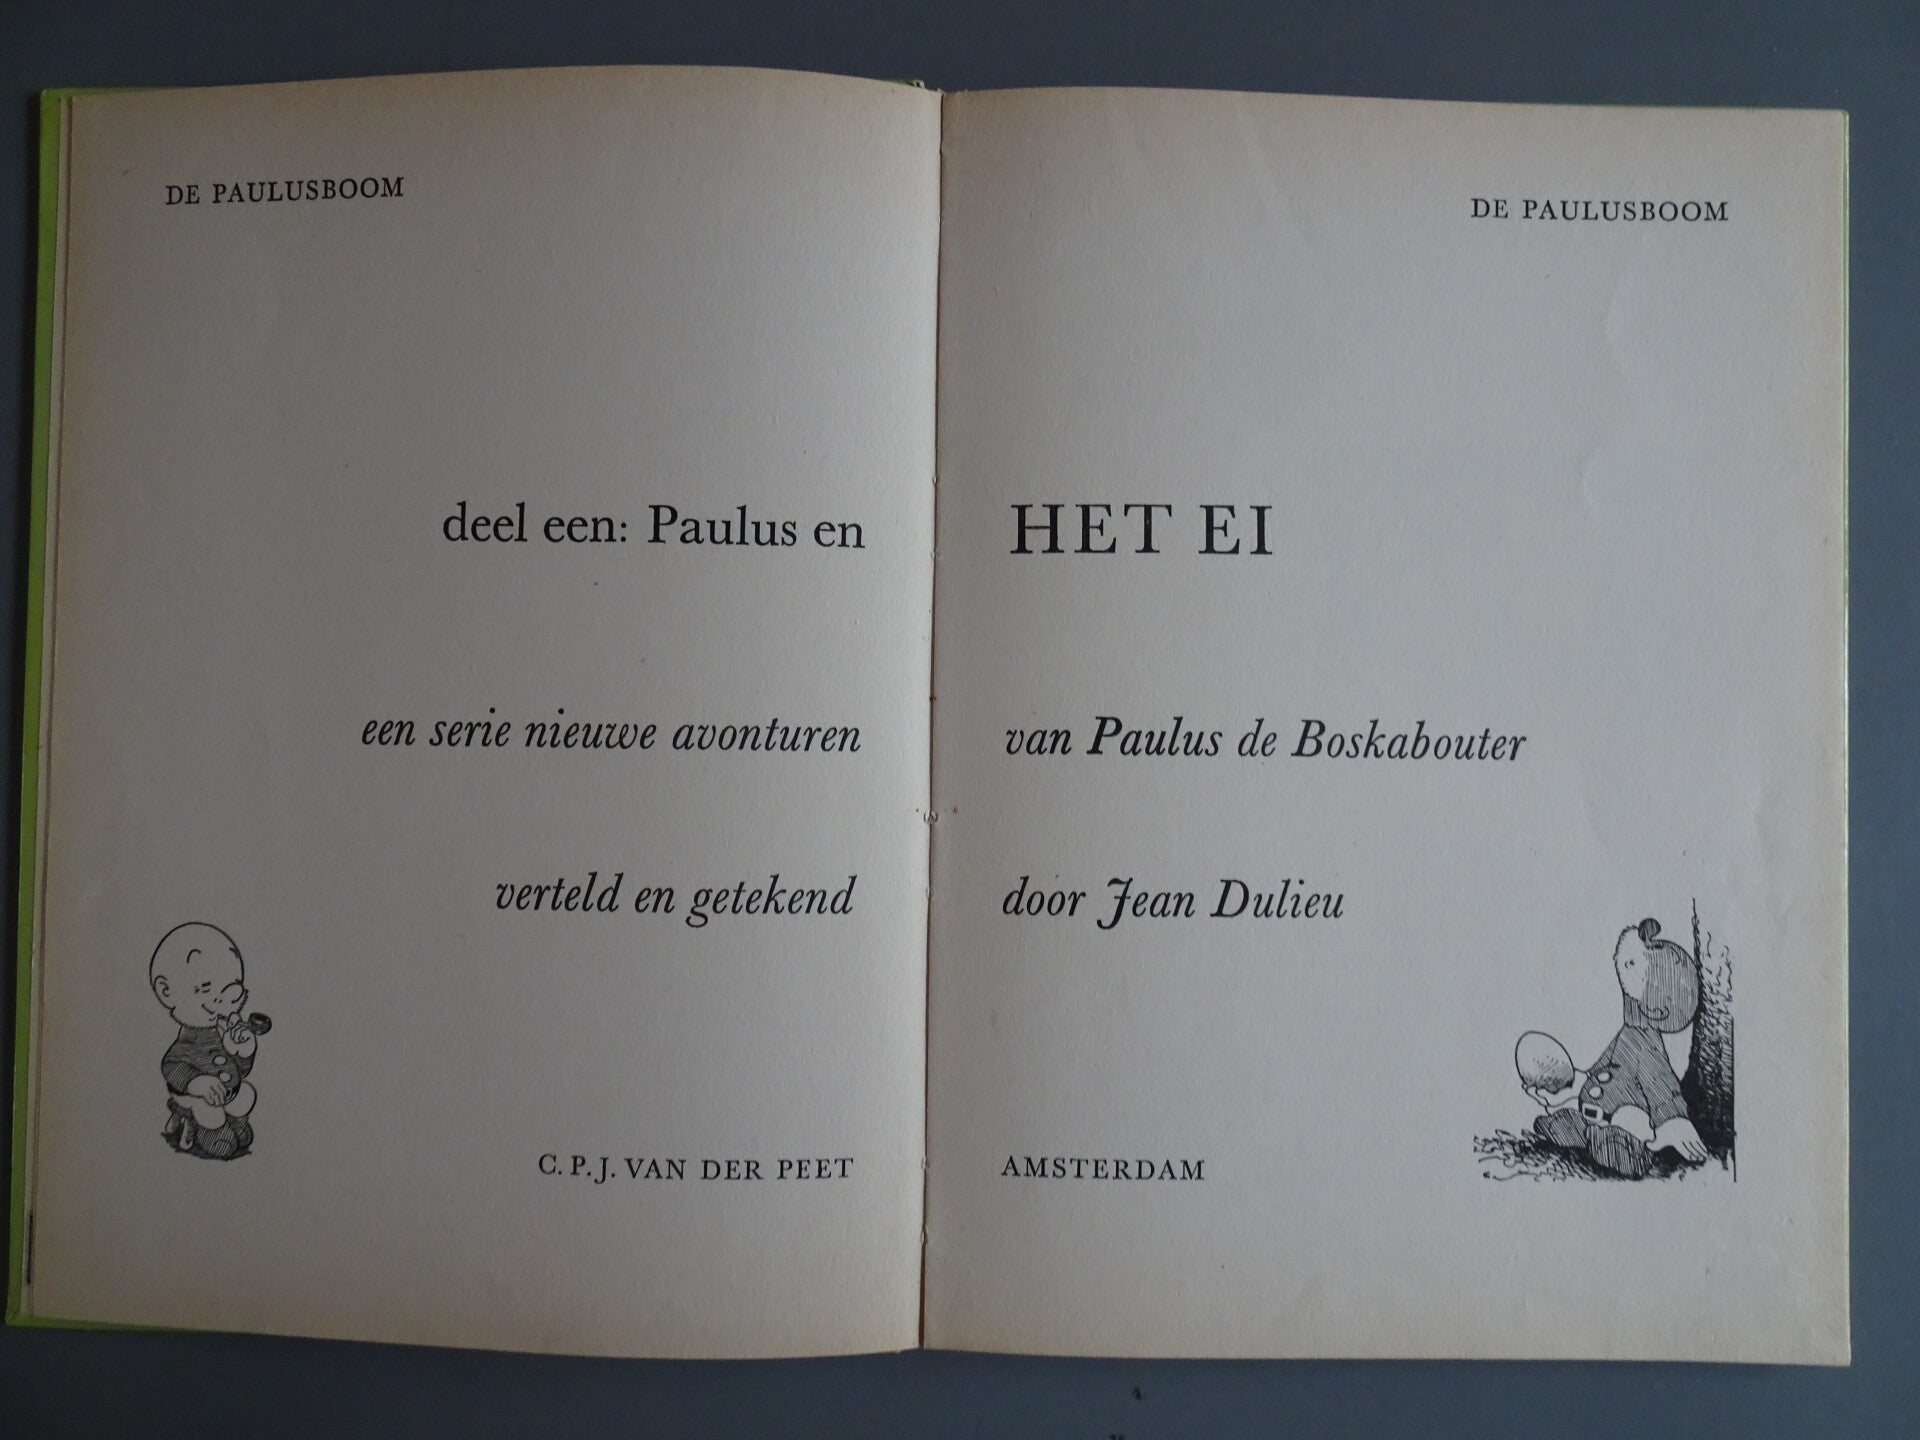 DE PAULUSBOOM
deel een: Paulus en
een serie nieuwe avonturen
verteld en getekend
C.P.J. VAN DER PEET
DE PAULUSBOOM
HET EI
van Paulus de Boskabouter
door Jean Dulieu
AMSTERDAM